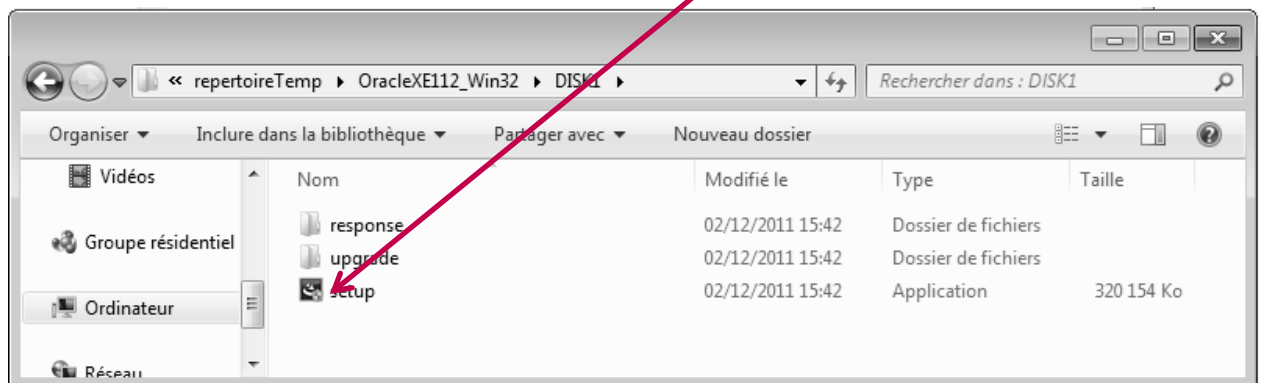 « repertoireTemp ▸ OracleXE112_Win32 ▸ DISK1 ▸ Rechercher dans : DISK1
Organiser ▾ Inclure dans la bibliothèque ▾ Partager avec ▾ Nouveau dossier
Vidéos
Groupe résidentiel
Ordinateur
Réseau
Nom Modifié le Type Taille
response 02/12/2011 15:42 Dossier de fichiers
upgrade 02/12/2011 15:42 Dossier de fichiers
setup 02/12/2011 15:42 Application 320 154 Ko